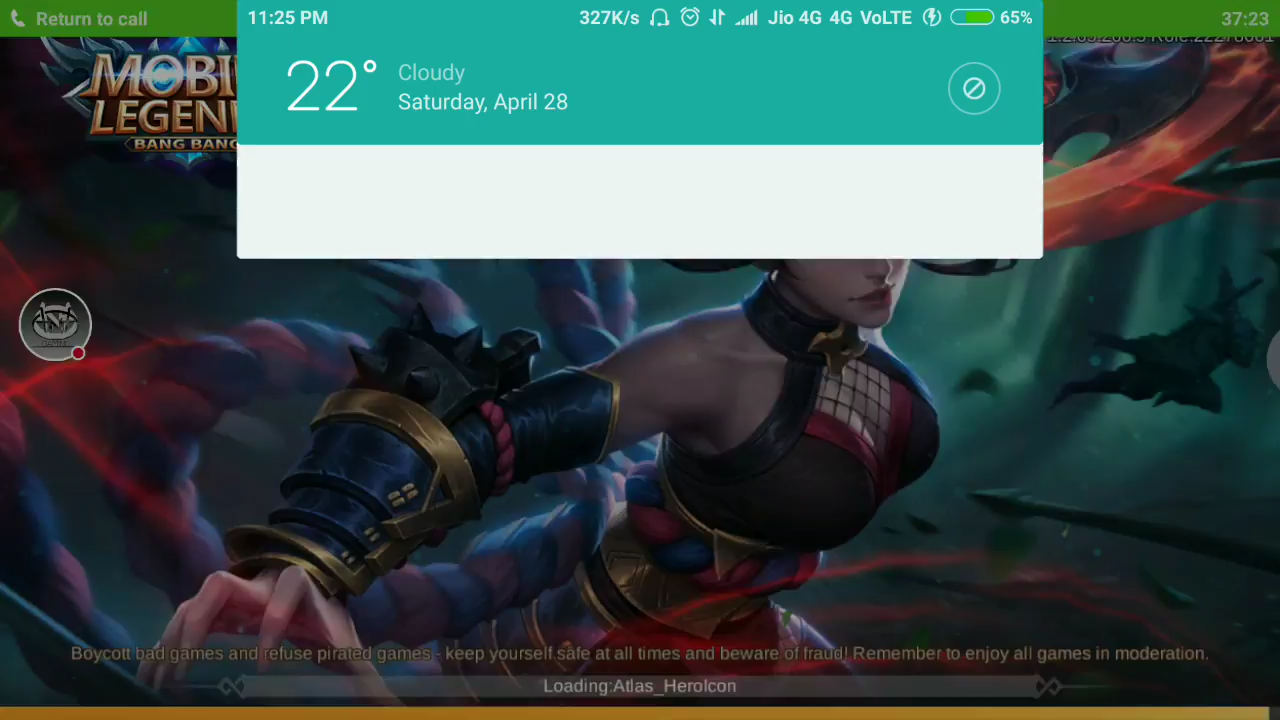 Return to call
11:25 PM
327K/s
Jio 4G 4G VoLTE
65%
37:23
22°
Cloudy
Saturday, April 28
MOBI
LEGEN
BANG BANG
Boycott bad games and refuse pirated games - keep yourself safe at all times and beware of fraud! Remember to enjoy all games in moderation.
Loading:Atlas_HeroIcon